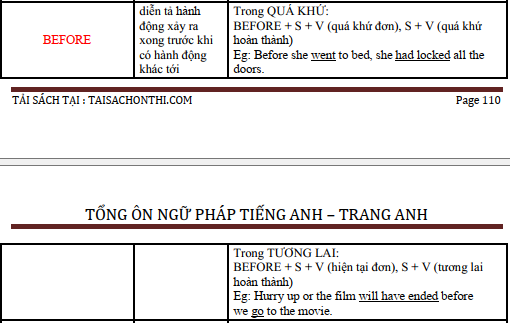 BEFORE
diễn tả hành
động xảy ra
xong trước khi
có hành động
khác tới
Trong QUÁ KHỨ:
BEFORE + S + V (quá khứ đơn), S + V (quá khứ
hoàn thành)
Eg: Before she went to bed, she had locked all the
doors.
TẢI SÁCH TẠI : TAISACHONTHI.COM Page 110
TỔNG ÔN NGỮ PHÁP TIẾNG ANH – TRANG ANH
Trong TƯƠNG LAI:
BEFORE + S + V (hiện tại đơn), S + V (tương lai
hoàn thành)
Eg: Hurry up or the film will have ended before
we go to the movie.